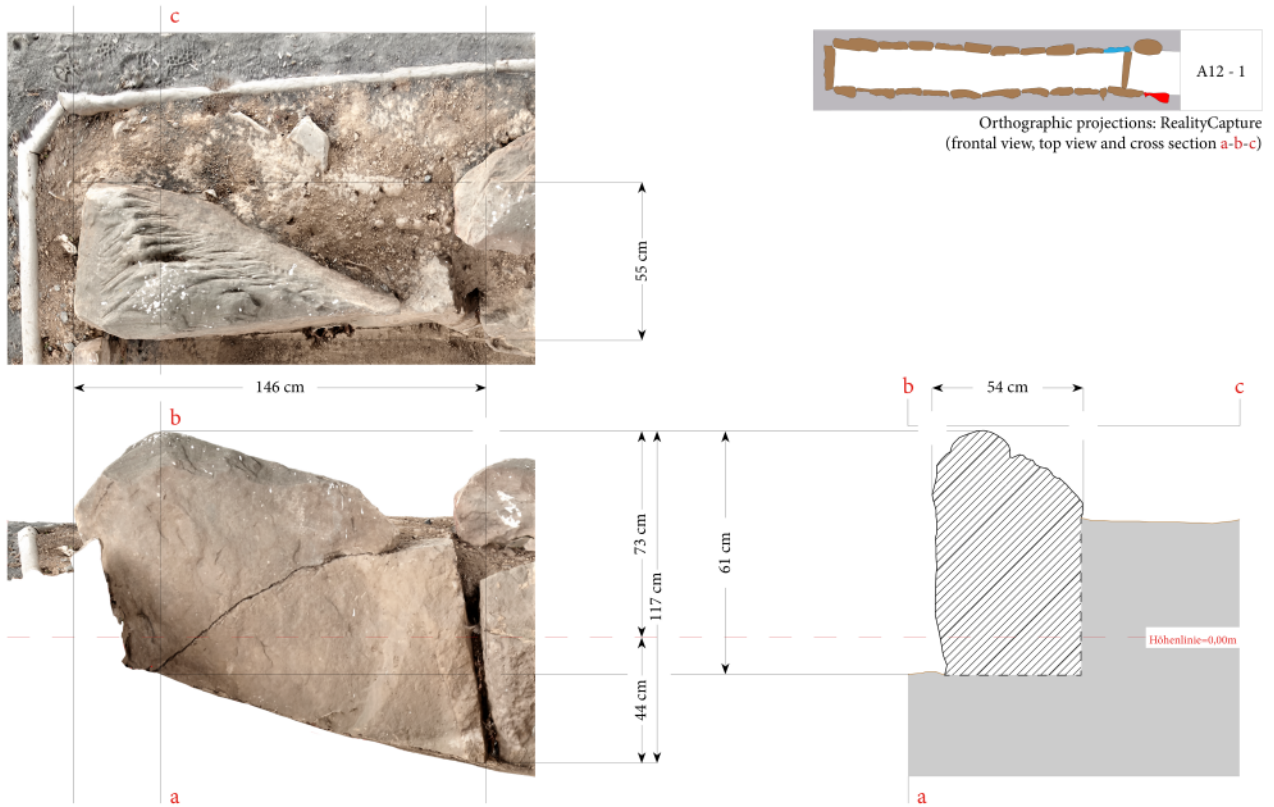 c
A12 - 1
Orthographic projections: RealityCapture
(frontal view, top view and cross section a-b-c)
55 cm
146 cm
b
b
54 cm
c
73 cm
117 cm
61 cm
Höhenlinie=0,00m
44 cm
a
a